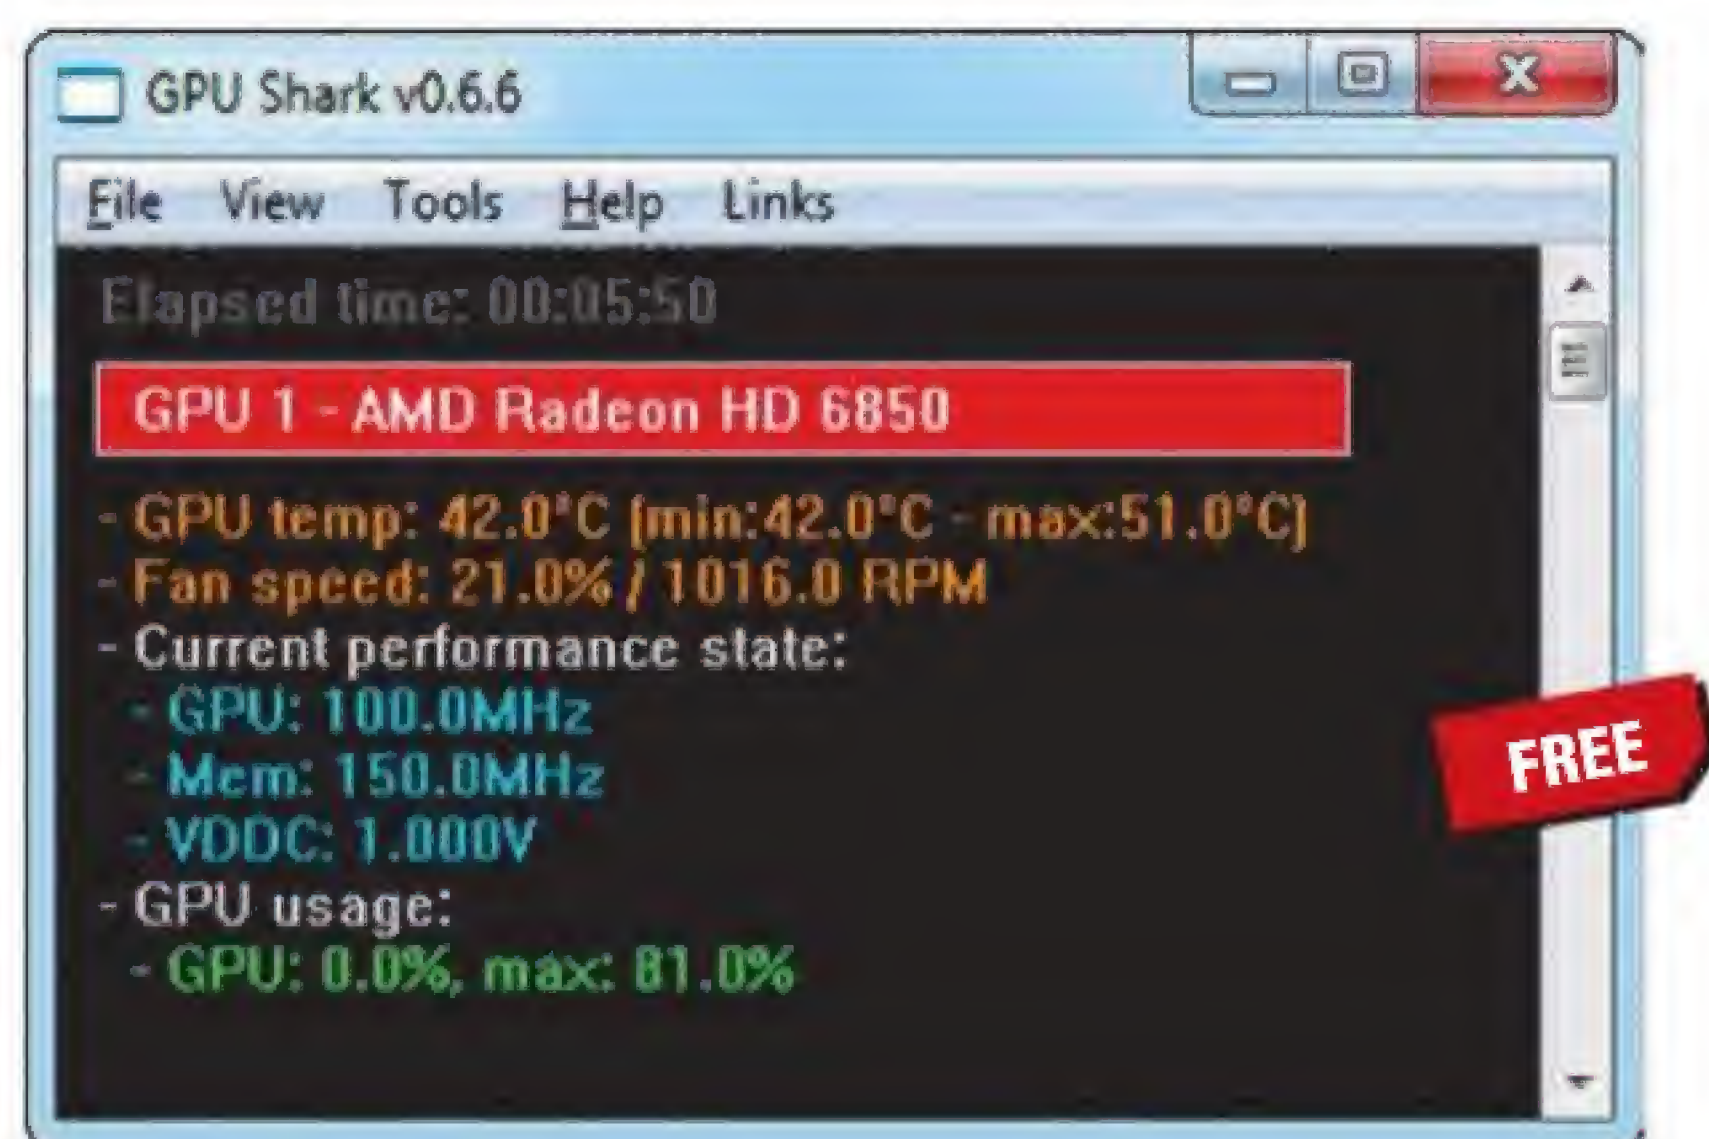 GPU Shark v0.6.6
File View Tools Help Links
Elapsed time: 00:05:50
GPU 1 - AMD Radeon HD 6850
- GPU temp: 42.0°C (min:42.0°C - max:51.0°C)
- Fan speed: 21.0% / 1016.0 RPM
- Current performance state:
- GPU: 100.0MHz
- Mem: 150.0MHz
- VDDC: 1.000V
- GPU usage:
- GPU: 0.0%, max: 81.0%
FREE